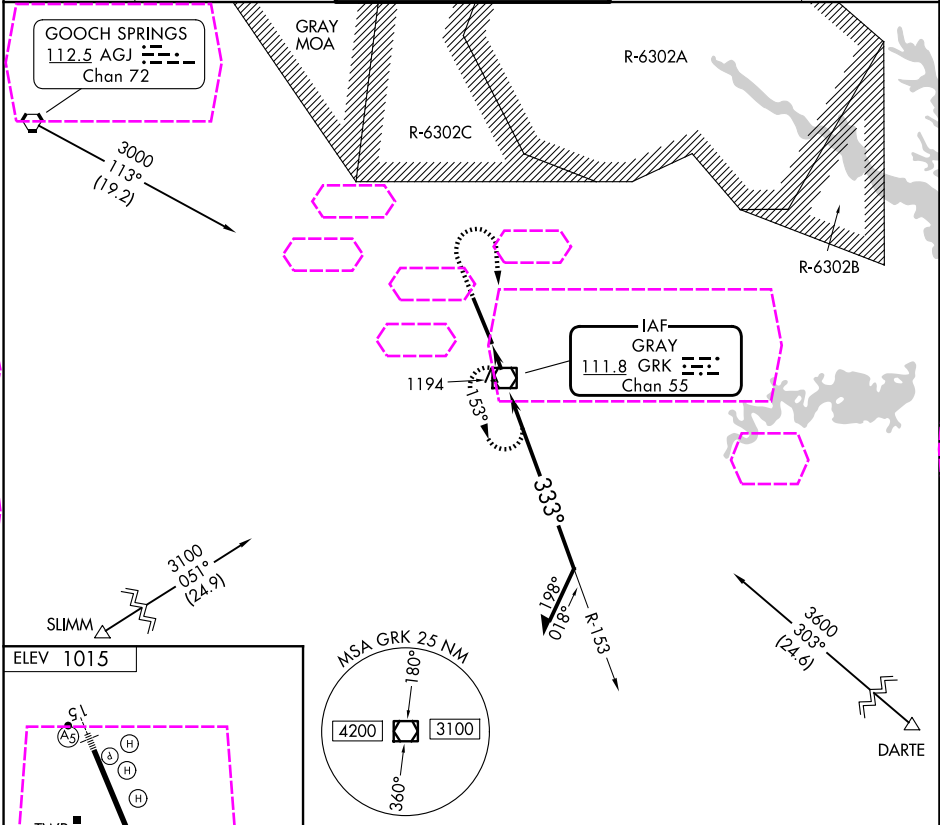 GOOCH SPRINGS
112.5 AGJ
Chan 72
GRAY
MOA
R-6302A
R-6302C
R-6302B
3000
113°
(19.2)
IAF
GRAY
111.8 GRK
Chan 55
1194
153°
333°
198°
018°
R-153
3100
051°
(24.9)
SLIMM
3600
303°
(24.6)
DARTE
MSA GRK 25 NM
180°
4200
3100
360°
ELEV 1015
15
A5
P
H
H
H